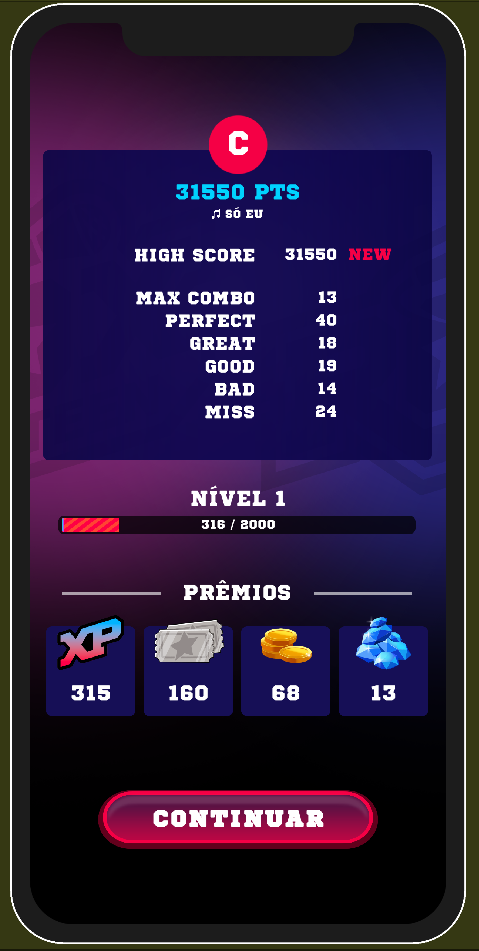 C
31550 PTS
♫ SÓ EU
HIGH SCORE 31550 NEW
MAX COMBO 13
PERFECT 40
GREAT 18
GOOD 19
BAD 14
MISS 24
NÍVEL 1
316 / 2000
PRÊMIOS
XP
315 160 68 13
CONTINUAR